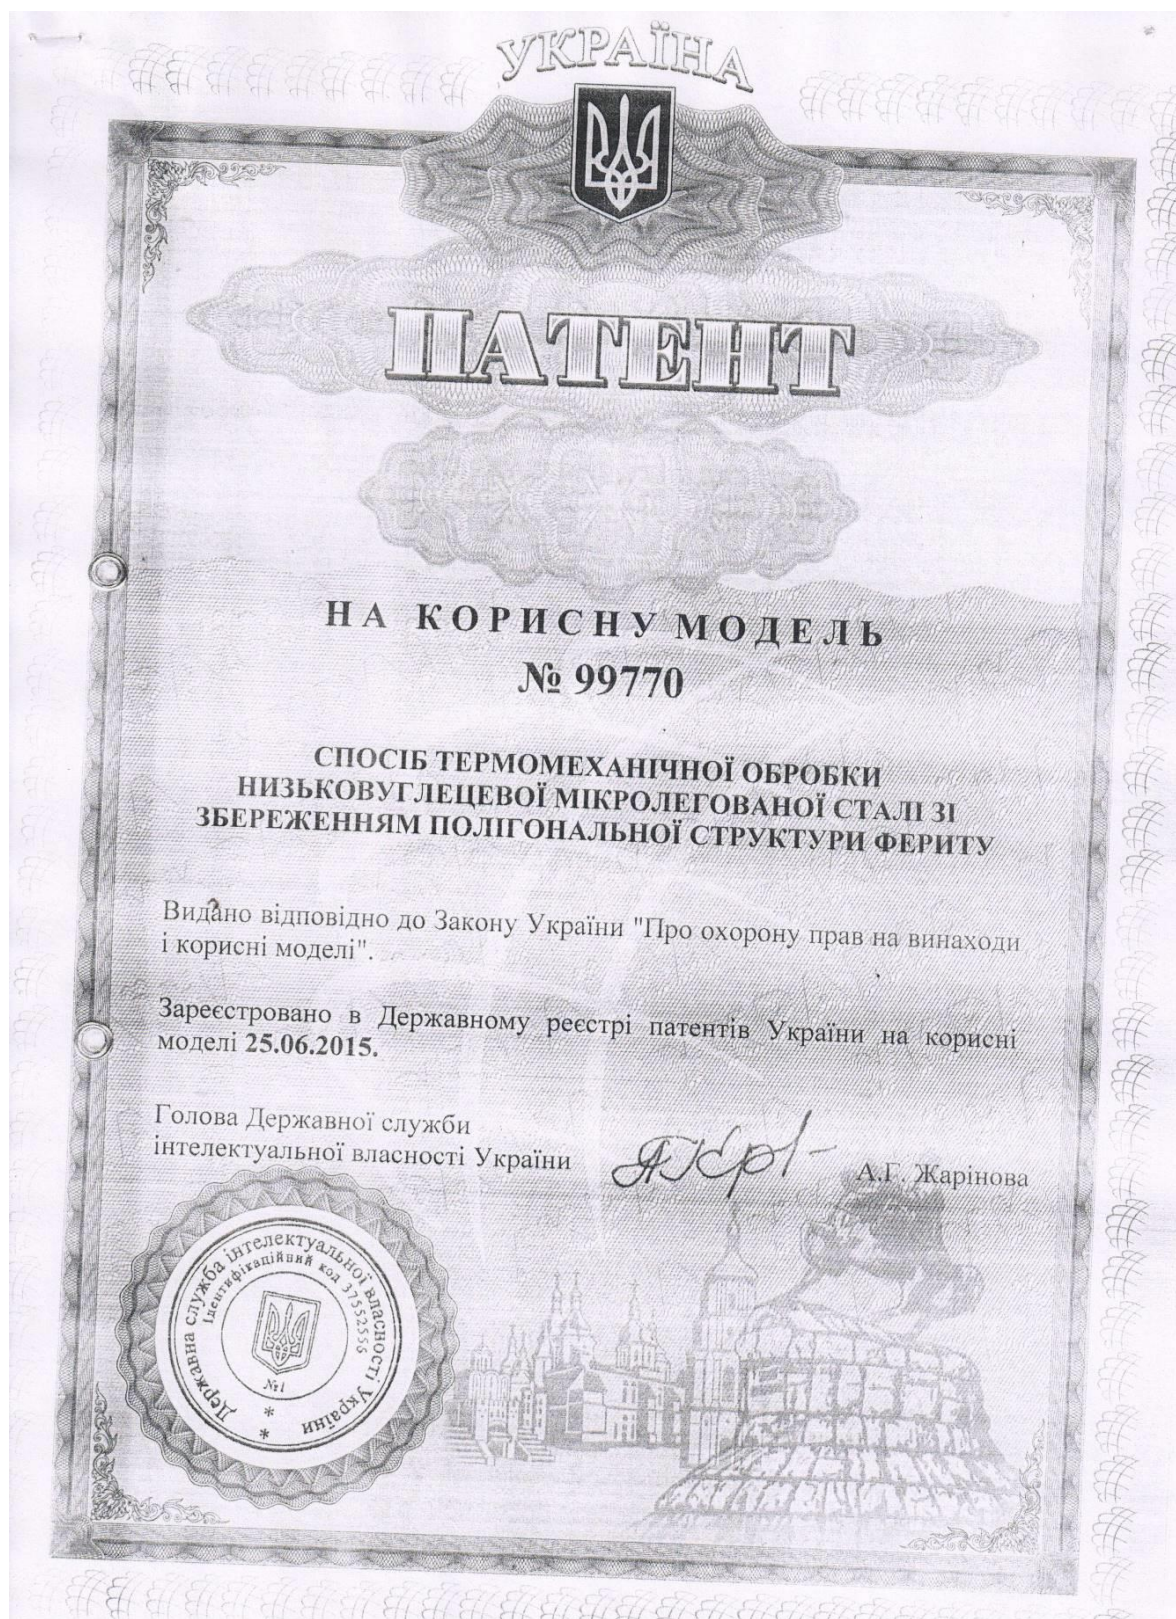 УКРАЇНА
ПАТЕНТ
НА КОРИСНУ МОДЕЛЬ
№ 99770
СПОСІБ ТЕРМОМЕХАНІЧНОЇ ОБРОБКИ
НИЗЬКОВУГЛЕЦЕВОЇ МІКРОЛЕГОВАНОЇ СТАЛІ ЗІ
ЗБЕРЕЖЕННЯМ ПОЛІГОНАЛЬНОЇ СТРУКТУРИ ФЕРИТУ
Видано відповідно до Закону України "Про охорону прав на винаходи
і корисні моделі".
Зареєстровано в Державному реєстрі патентів України на корисні
моделі 25.06.2015.
Голова Державної служби
інтелектуальної власності України
А.Г. Жарінова
Державна служба інтелектуальної власності України
Ідентифікаційний код 37552556
№1